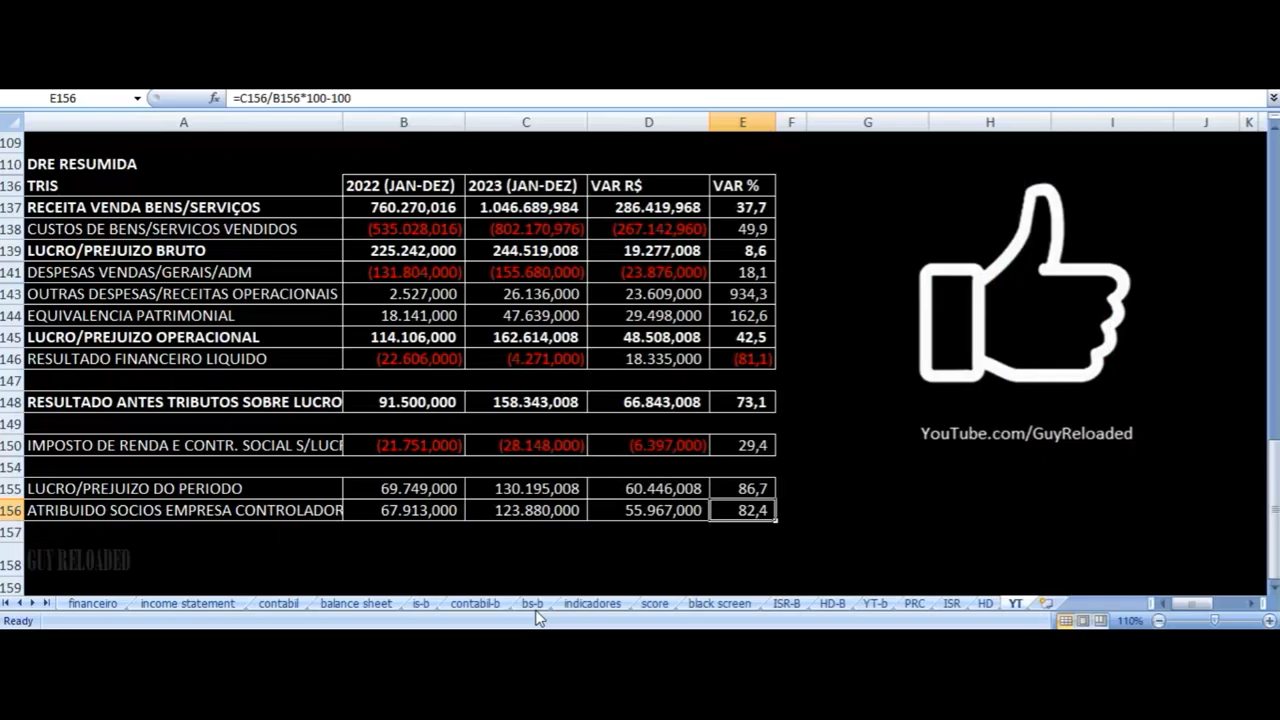 E156 fx =C156/B156*100-100
A B C D E F G H I J K
109
110 DRE RESUMIDA
136 TRIS 2022 (JAN-DEZ) 2023 (JAN-DEZ) VAR R$ VAR %
137 RECEITA VENDA BENS/SERVIÇOS 760.270,016 1.046.689,984 286.419,968 37,7
138 CUSTOS DE BENS/SERVICOS VENDIDOS (535.028,016) (802.170,976) (267.142,960) 49,9
139 LUCRO/PREJUIZO BRUTO 225.242,000 244.519,008 19.277,008 8,6
141 DESPESAS VENDAS/GERAIS/ADM (131.804,000) (155.680,000) (23.876,000) 18,1
143 OUTRAS DESPESAS/RECEITAS OPERACIONAIS 2.527,000 26.136,000 23.609,000 934,3
144 EQUIVALENCIA PATRIMONIAL 18.141,000 47.639,000 29.498,000 162,6
145 LUCRO/PREJUIZO OPERACIONAL 114.106,000 162.614,008 48.508,008 42,5
146 RESULTADO FINANCEIRO LIQUIDO (22.606,000) (4.271,000) 18.335,000 (81,1)
147
148 RESULTADO ANTES TRIBUTOS SOBRE LUCRO 91.500,000 158.343,008 66.843,008 73,1
149
150 IMPOSTO DE RENDA E CONTR. SOCIAL S/LUCR (21.751,000) (28.148,000) (6.397,000) 29,4
154
155 LUCRO/PREJUIZO DO PERIODO 69.749,000 130.195,008 60.446,008 86,7
156 ATRIBUIDO SOCIOS EMPRESA CONTROLADOR 67.913,000 123.880,000 55.967,000 82,4
157
158 GUY RELOADED
159
YouTube.com/GuyReloaded
financeiro income statement contabil balance sheet is-b contabil-b bs-b indicadores score black screen ISR-B HD-B YT-b PRC ISR HD YT
Ready 110%